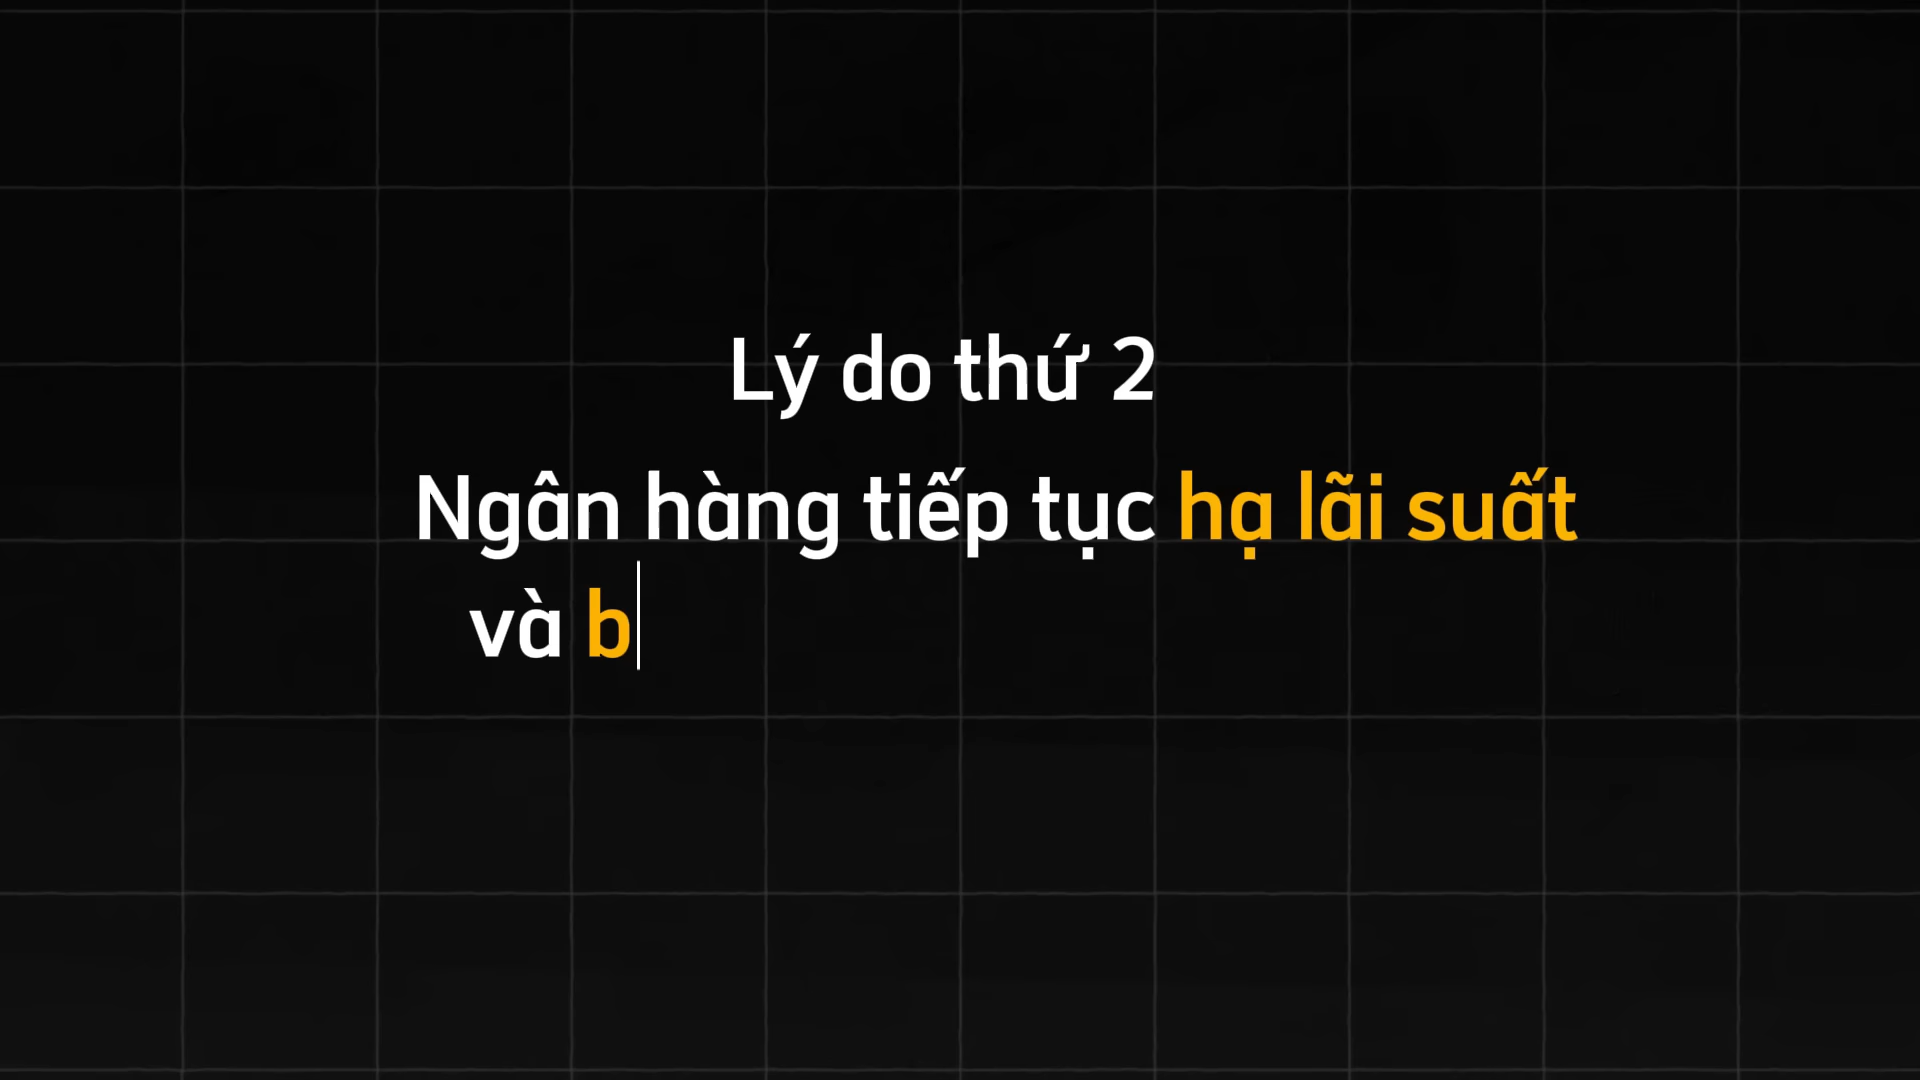 Lý do thứ 2
Ngân hàng tiếp tục hạ lãi suất
và b